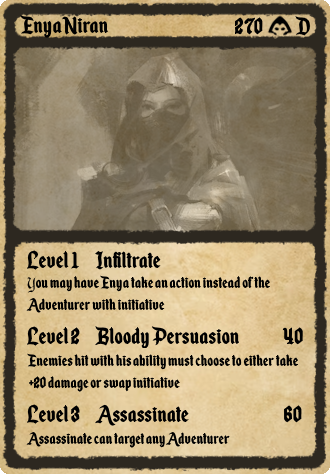 Enya Niran 270 D
Level 1 Infiltrate
You may have Enya take an action instead of the
Adventurer with initiative
Level 2 Bloody Persuasion 40
Enemies hit with his ability must choose to either take
+20 damage or swap initiative
Level 3 Assassinate 60
Assassinate can target any Adventurer